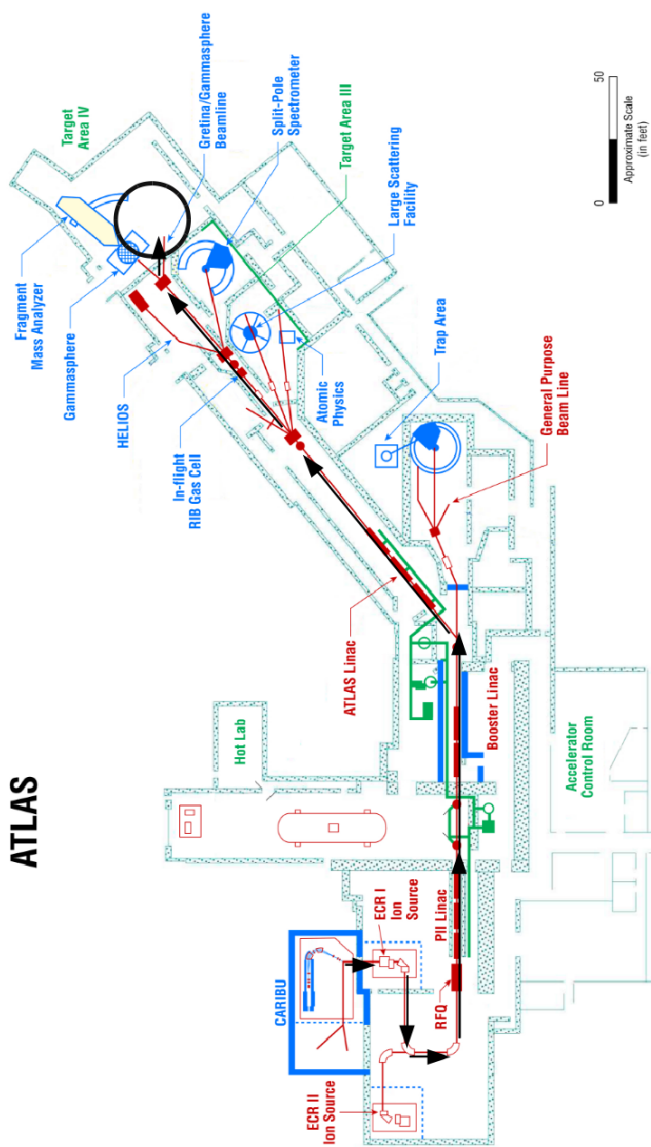 ATLAS
Fragment
Mass Analyzer
Gammasphere
HELIOS
In-flight
RIB Gas Cell
ATLAS Linac
Hot Lab
CARIBU
ECR I
Ion
Source
PII Linac
RFQ
ECR II
Ion Source
Target
Area IV
Gretina/Gammasphere
Beamline
Split-Pole
Spectrometer
Target Area III
Large Scattering
Facility
Atomic
Physics
Trap Area
General Purpose
Beam Line
Booster Linac
Accelerator
Control Room
0
50
Approximate Scale
(in feet)